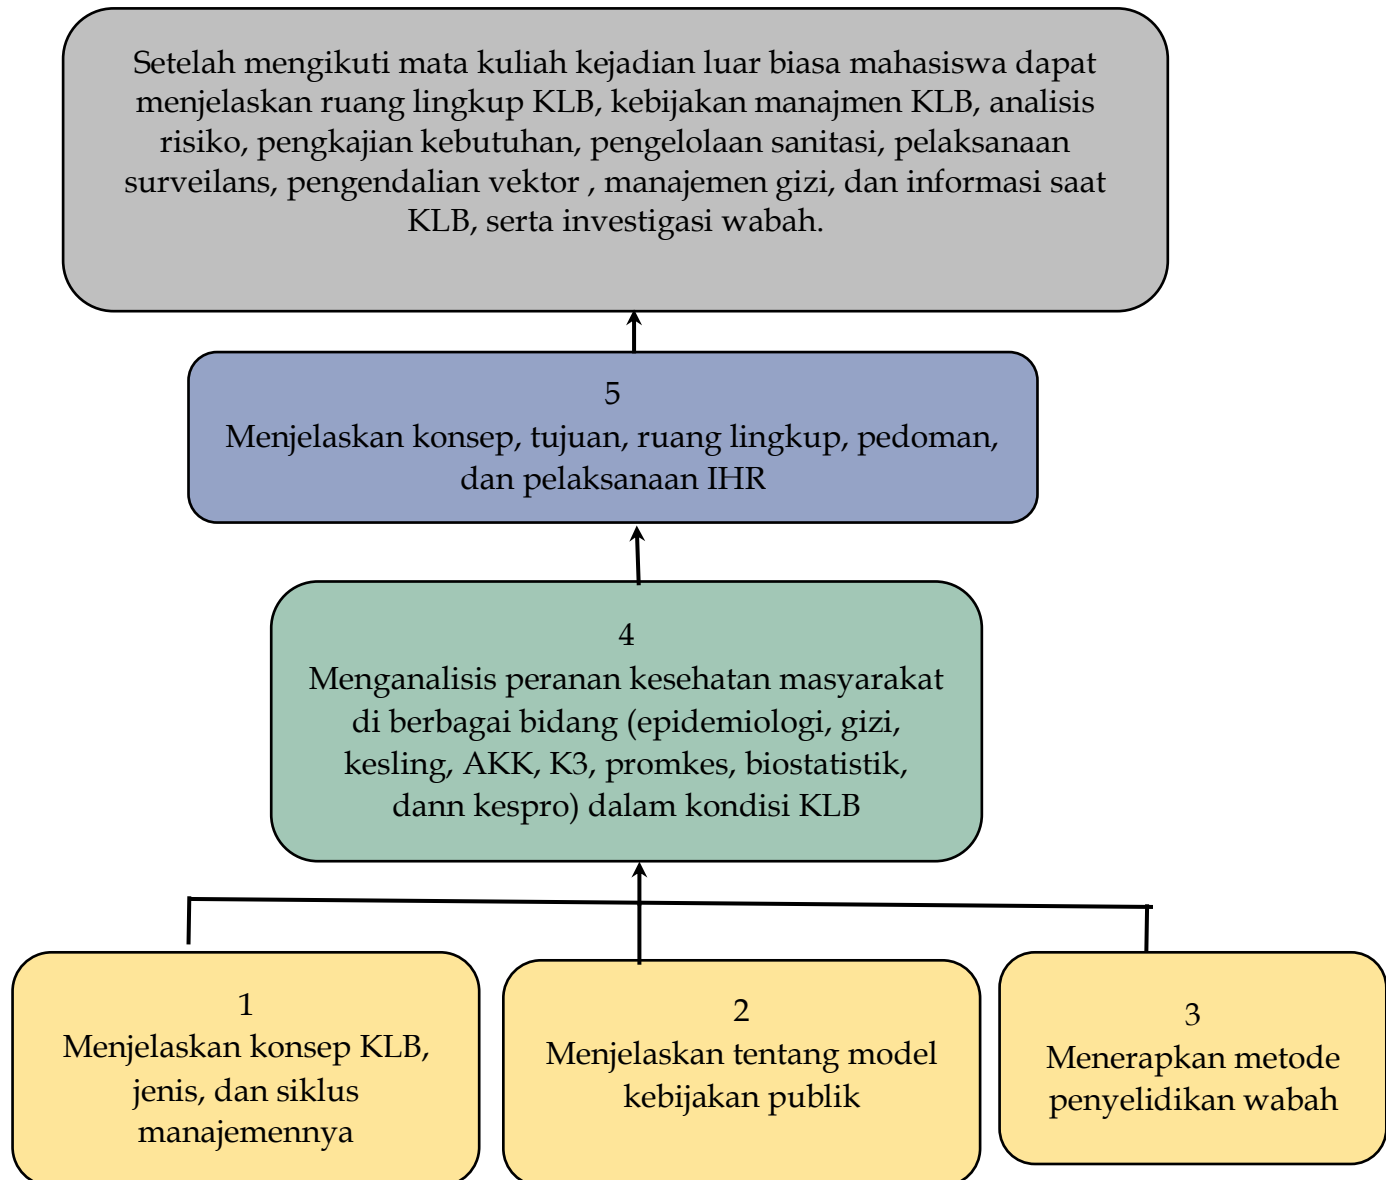 Setelah mengikuti mata kuliah kejadian luar biasa mahasiswa dapat
menjelaskan ruang lingkup KLB, kebijakan manajmen KLB, analisis
risiko, pengkajian kebutuhan, pengelolaan sanitasi, pelaksanaan
surveilans, pengendalian vektor , manajemen gizi, dan informasi saat
KLB, serta investigasi wabah.
5
Menjelaskan konsep, tujuan, ruang lingkup, pedoman,
dan pelaksanaan IHR
4
Menganalisis peranan kesehatan masyarakat
di berbagai bidang (epidemiologi, gizi,
kesling, AKK, K3, promkes, biostatistik,
dann kespro) dalam kondisi KLB
1
Menjelaskan konsep KLB,
jenis, dan siklus
manajemennya
2
Menjelaskan tentang model
kebijakan publik
3
Menerapkan metode
penyelidikan wabah